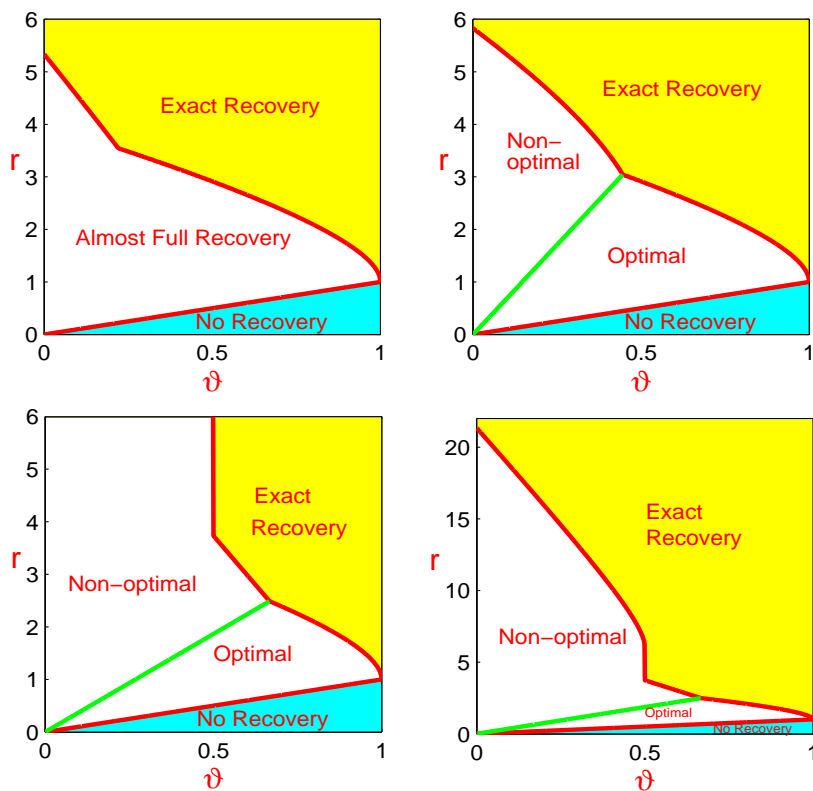 6
5
4
3
2
1
0
r
Exact Recovery
Almost Full Recovery
No Recovery
0
0.5
1
ϑ
6
5
4
3
2
1
0
r
Exact Recovery
Non-
optimal
Optimal
No Recovery
0
0.5
1
ϑ
6
5
4
3
2
1
0
r
Exact
Recovery
Non-optimal
Optimal
No Recovery
0
0.5
1
ϑ
20
15
10
5
0
r
Exact
Recovery
Non-optimal
Optimal
No Recovery
0
0.5
1
ϑ